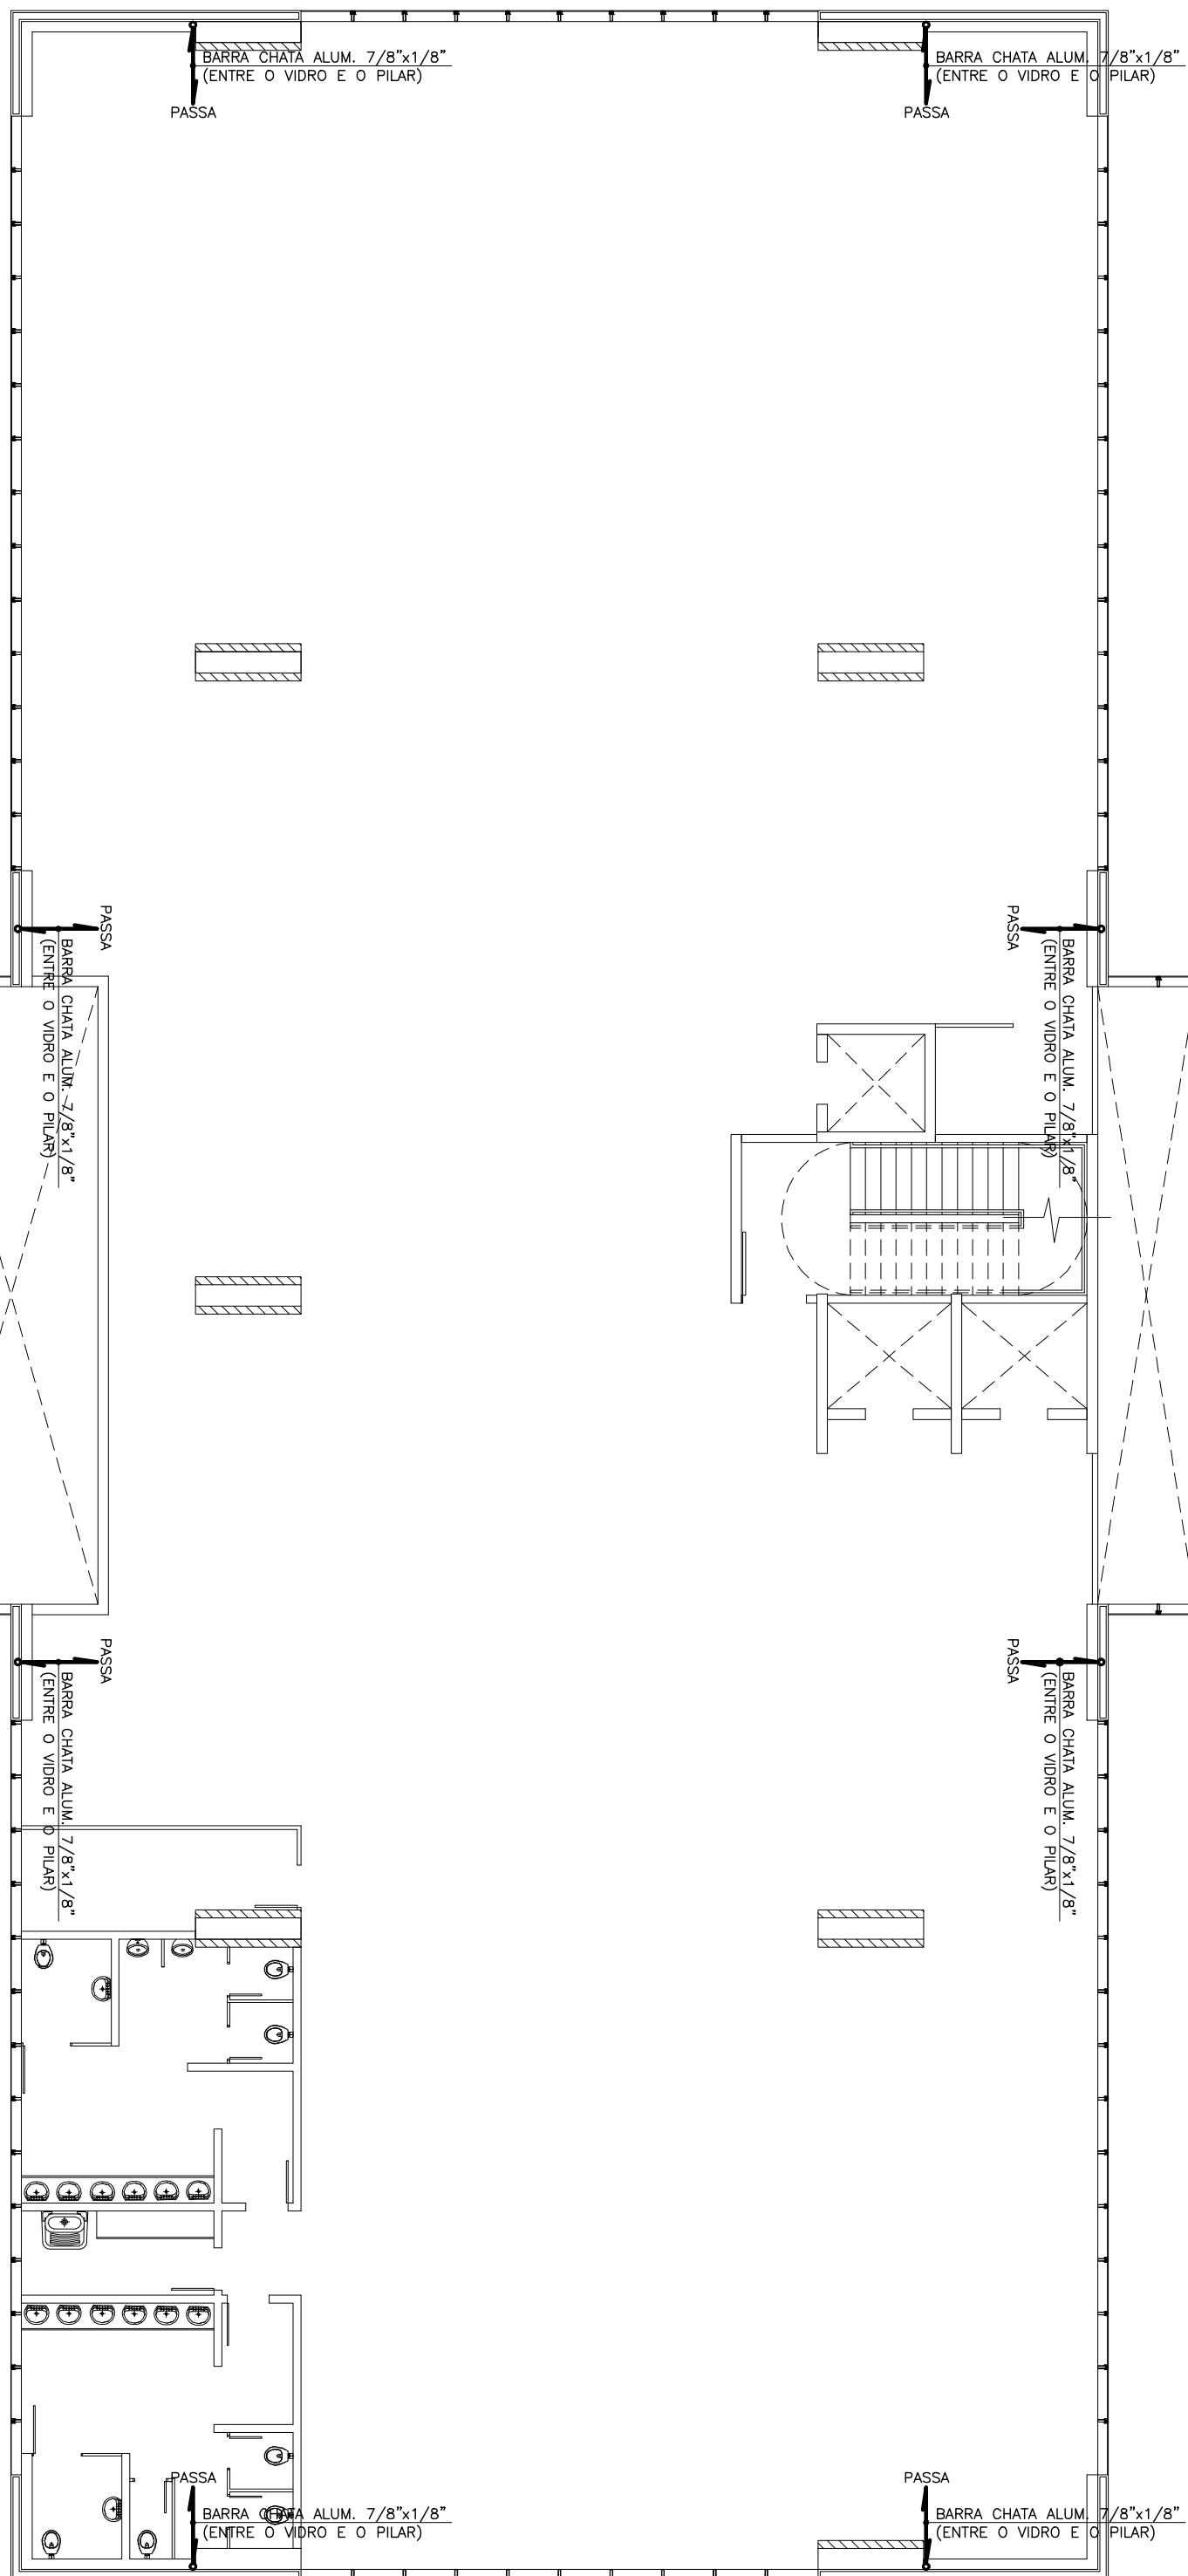 BARRA CHATA ALUM. 7/8"x1/8"
(ENTRE O VIDRO E O PILAR)
PASSA
BARRA CHATA ALUM. 7/8"x1/8"
(ENTRE O VIDRO E O PILAR)
PASSA
PASSA
BARRA CHATA ALUM. 7/8"x1/8"
(ENTRE O VIDRO E O PILAR)
PASSA
BARRA CHATA ALUM. 7/8"x1/8"
(ENTRE O VIDRO E O PILAR)
PASSA
BARRA CHATA ALUM. 7/8"x1/8"
(ENTRE O VIDRO E O PILAR)
PASSA
BARRA CHATA ALUM. 7/8"x1/8"
(ENTRE O VIDRO E O PILAR)
PASSA
BARRA CHATA ALUM. 7/8"x1/8"
(ENTRE O VIDRO E O PILAR)
PASSA
BARRA CHATA ALUM. 7/8"x1/8"
(ENTRE O VIDRO E O PILAR)